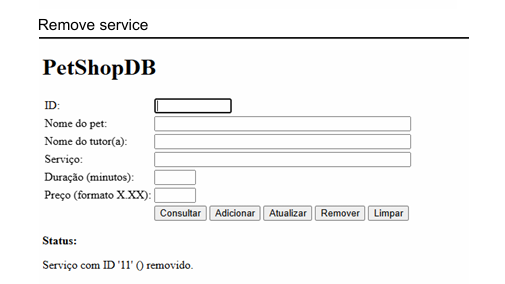 Remove service
PetShopDB
ID:
Nome do pet:
Nome do tutor(a):
Serviço:
Duração (minutos):
Preço (formato X.XX):
Consultar Adicionar Atualizar Remover Limpar
Status:
Serviço com ID '11' () removido.